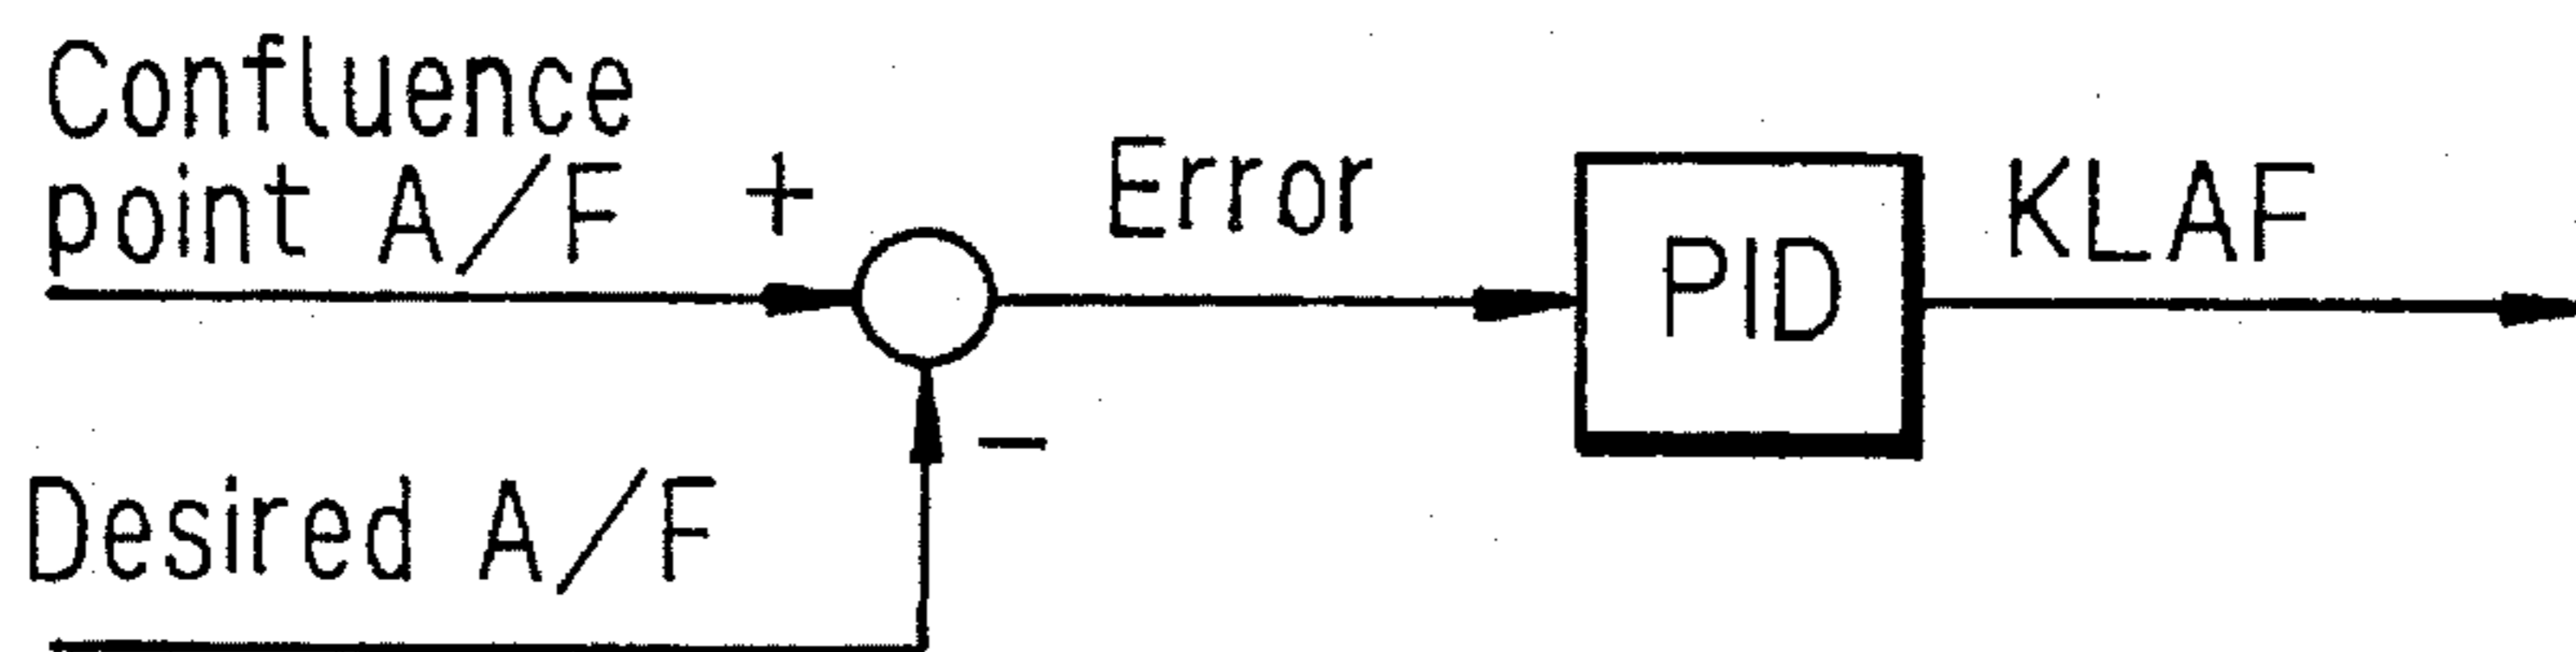 Confluence
point A/F
+
Error
PID
KLAF
−
Desired A/F